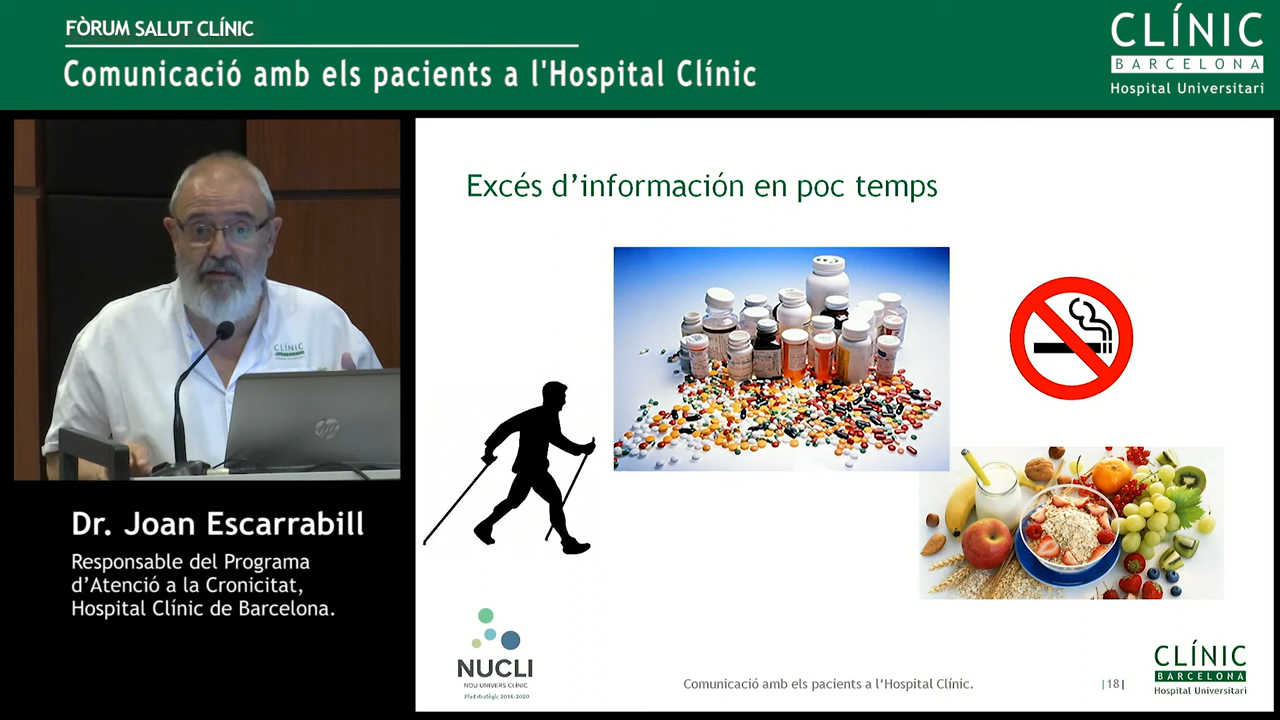 FÒRUM SALUT CLÍNIC
Comunicació amb els pacients a l'Hospital Clínic
CLÍNIC
BARCELONA
Hospital Universitari
Excés d'información en poc temps
CLÍNIC
hp
Dr. Joan Escarrabill
Responsable del Programa
d'Atenció a la Cronicitat,
Hospital Clínic de Barcelona.
NUCLI
NOU UNIVERS CLÍNIC
Pla Estratègic 2016-2020
Comunicació amb els pacients a l'Hospital Clínic.
|18|
CLÍNIC
BARCELONA
Hospital Universitari